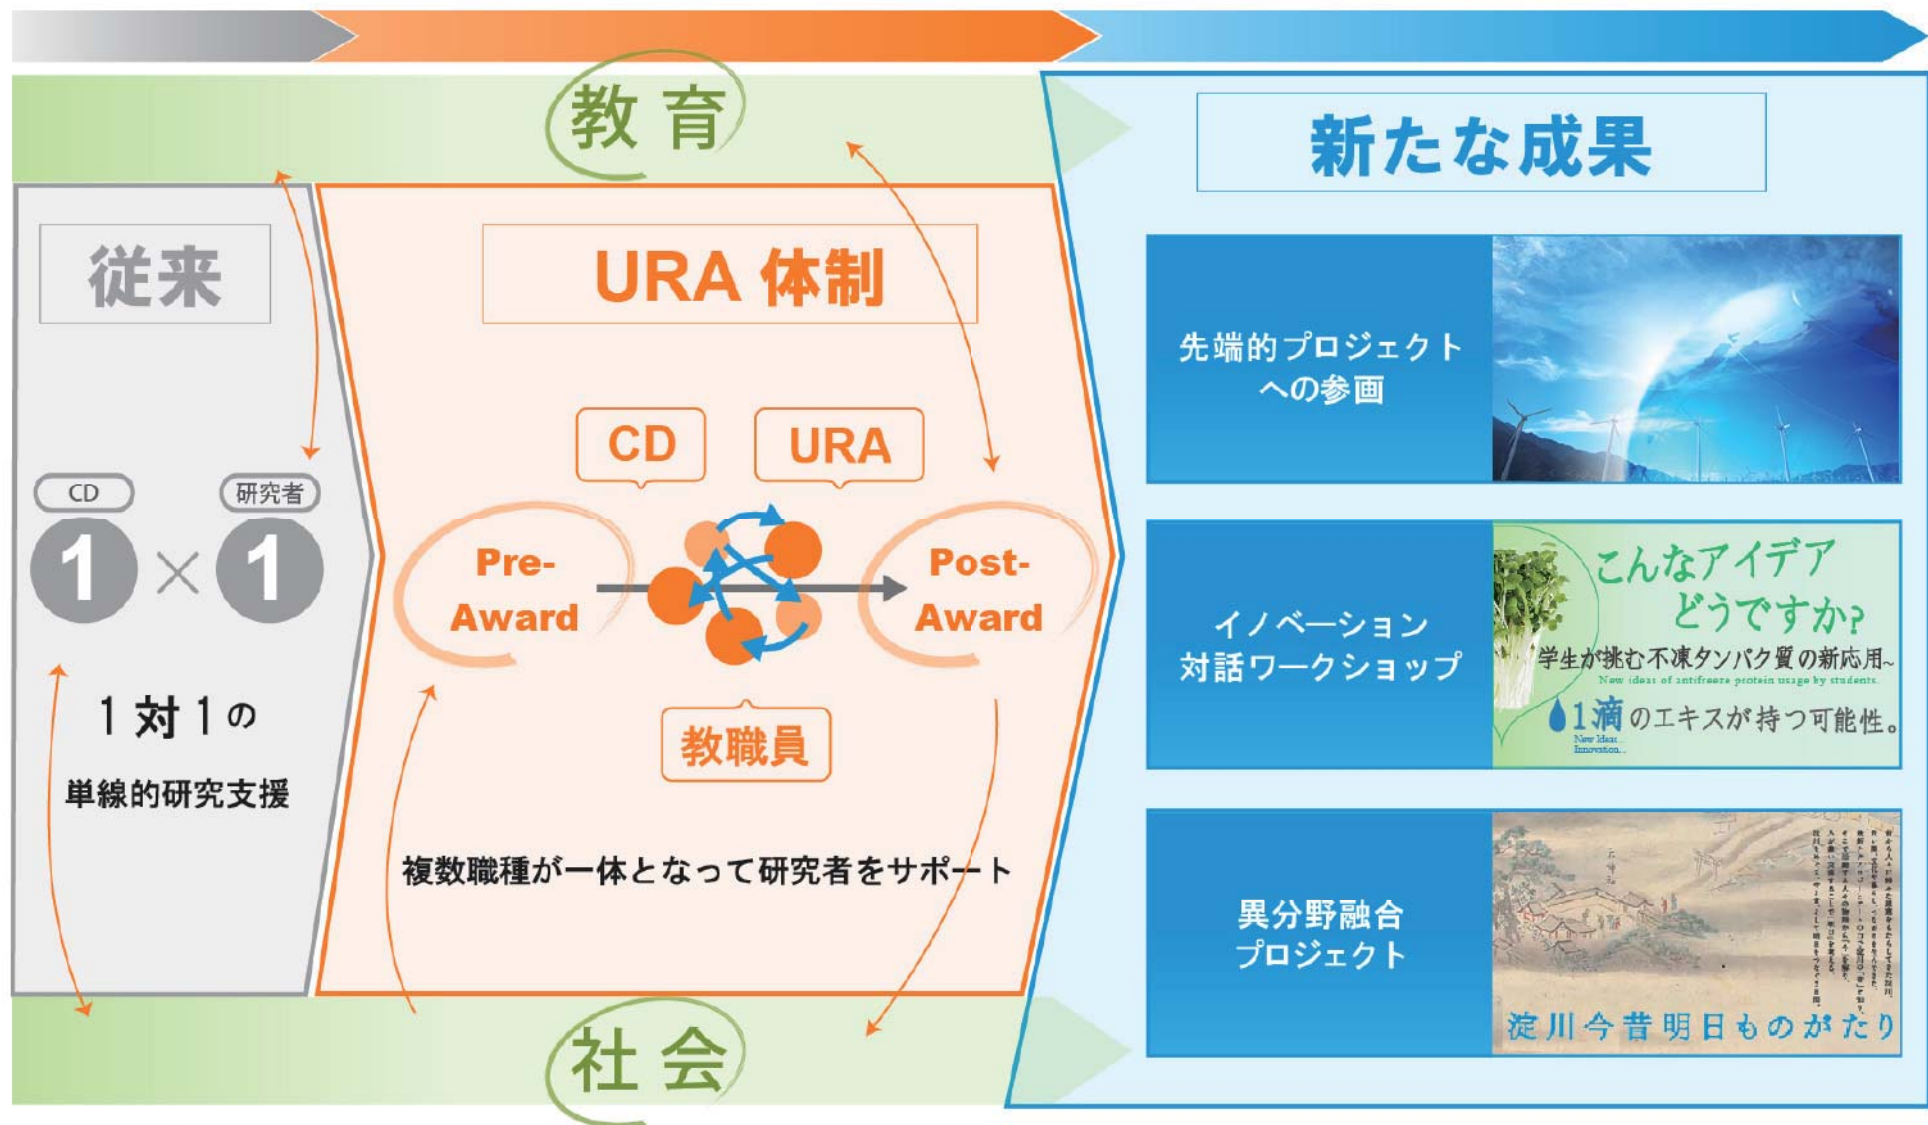 教育
従来
CD
研究者
1 × 1
1対1の
単線的研究支援
URA 体制
CD
URA
Pre-
Award
Post-
Award
教職員
複数職種が一体となって研究者をサポート
社会
新たな成果
先端的プロジェクト
への参画
イノベーション
対話ワークショップ
こんなアイデア
どうですか?
学生が挑む不凍タンパク質の新応用~
New ideas of antifreeze protein usage by students.
1滴のエキスが持つ可能性。
New Ideas...
Innovation...
異分野融合
プロジェクト
淀川今昔明日ものがたり